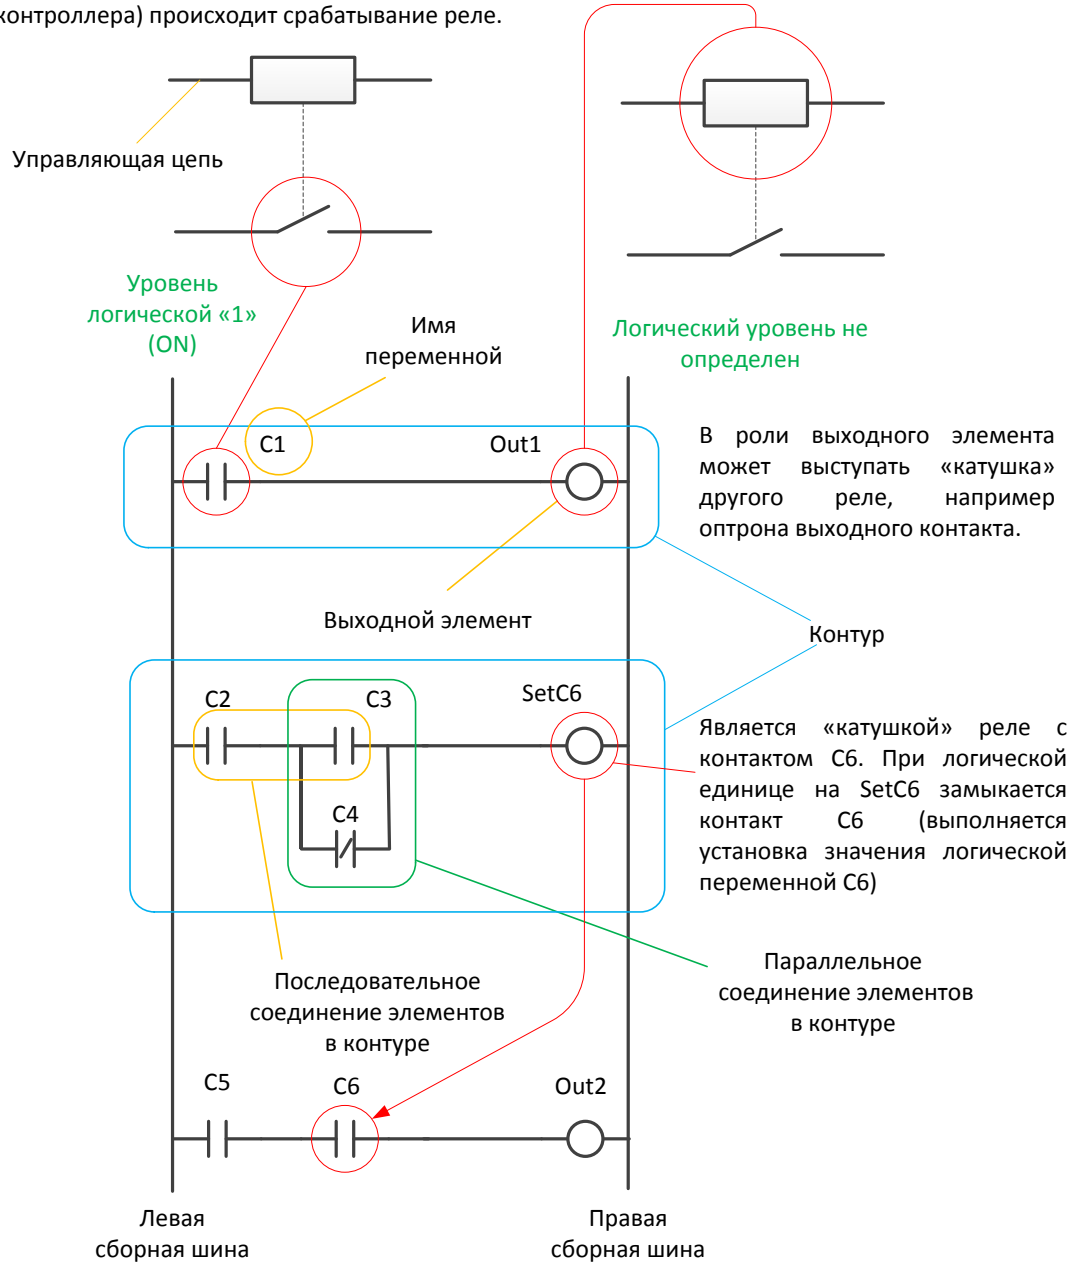 контроллера) происходит срабатывание реле.
Управляющая цепь
Уровень
логической «1»
(ON)
Имя
переменной
Логический уровень не
определен
C1
Out1
В роли выходного элемента
может выступать «катушка»
другого реле, например
оптрона выходного контакта.
Выходной элемент
Контур
C2
C3
SetC6
C4
Является «катушкой» реле с
контактом C6. При логической
единице на SetC6 замыкается
контакт C6 (выполняется
установка значения логической
переменной C6)
Последовательное
соединение элементов
в контуре
Параллельное
соединение элементов
в контуре
C5
C6
Out2
Левая
сборная шина
Правая
сборная шина